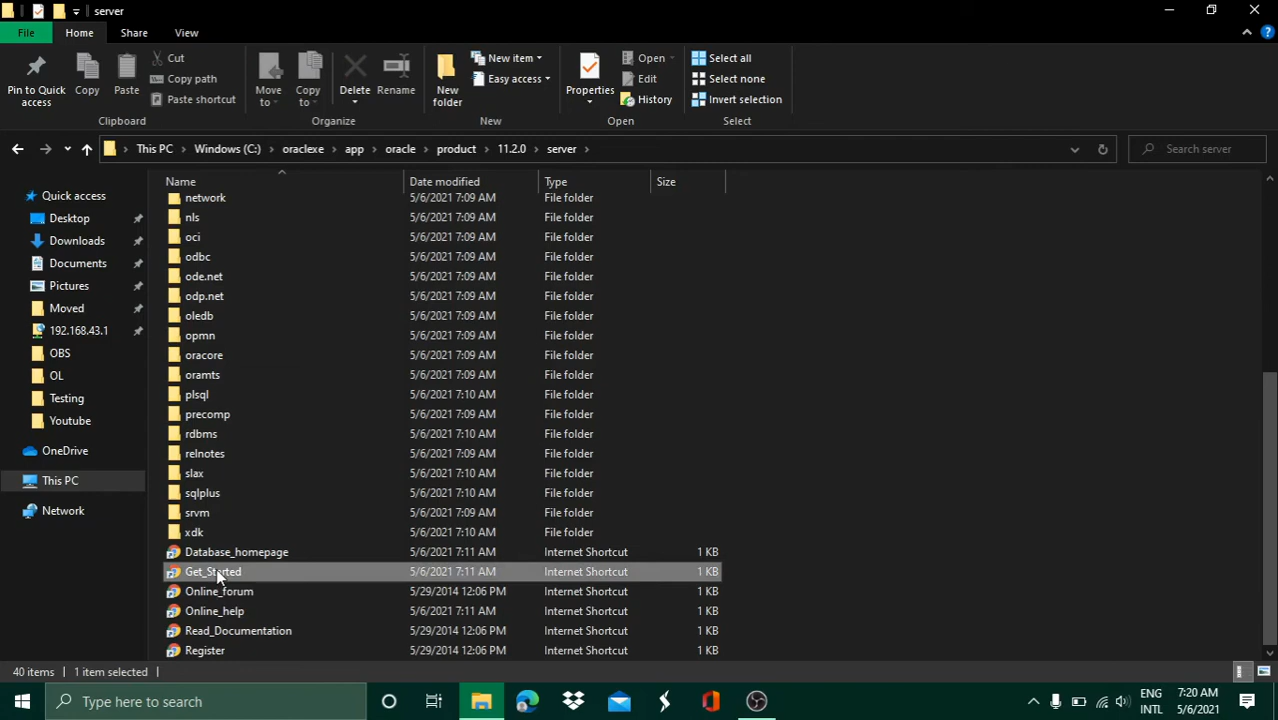 server
File Home Share View
Pin to Quick access
Copy
Paste
Cut
Copy path
Paste shortcut
Clipboard
Move to
Copy to
Delete
Rename
Organize
New folder
New item
Easy access
New
Properties
Open
Edit
History
Open
Select all
Select none
Invert selection
Select
This PC > Windows (C:) > oraclexe > app > oracle > product > 11.2.0 > server >
Search server
Quick access
Desktop
Downloads
Documents
Pictures
Moved
192.168.43.1
OBS
OL
Testing
Youtube
OneDrive
This PC
Network
Name Date modified Type Size
network 5/6/2021 7:09 AM File folder
nls 5/6/2021 7:09 AM File folder
oci 5/6/2021 7:09 AM File folder
odbc 5/6/2021 7:09 AM File folder
ode.net 5/6/2021 7:09 AM File folder
odp.net 5/6/2021 7:09 AM File folder
oledb 5/6/2021 7:09 AM File folder
opmn 5/6/2021 7:09 AM File folder
oracore 5/6/2021 7:09 AM File folder
oramts 5/6/2021 7:09 AM File folder
plsql 5/6/2021 7:10 AM File folder
precomp 5/6/2021 7:09 AM File folder
rdbms 5/6/2021 7:10 AM File folder
relnotes 5/6/2021 7:09 AM File folder
slax 5/6/2021 7:10 AM File folder
sqlplus 5/6/2021 7:10 AM File folder
srvm 5/6/2021 7:09 AM File folder
xdk 5/6/2021 7:10 AM File folder
Database_homepage 5/6/2021 7:11 AM Internet Shortcut 1 KB
Get_Started 5/6/2021 7:11 AM Internet Shortcut 1 KB
Online_forum 5/29/2014 12:06 PM Internet Shortcut 1 KB
Online_help 5/6/2021 7:11 AM Internet Shortcut 1 KB
Read_Documentation 5/29/2014 12:06 PM Internet Shortcut 1 KB
Register 5/29/2014 12:06 PM Internet Shortcut 1 KB
40 items 1 item selected
Type here to search
ENG
INTL
7:20 AM
5/6/2021